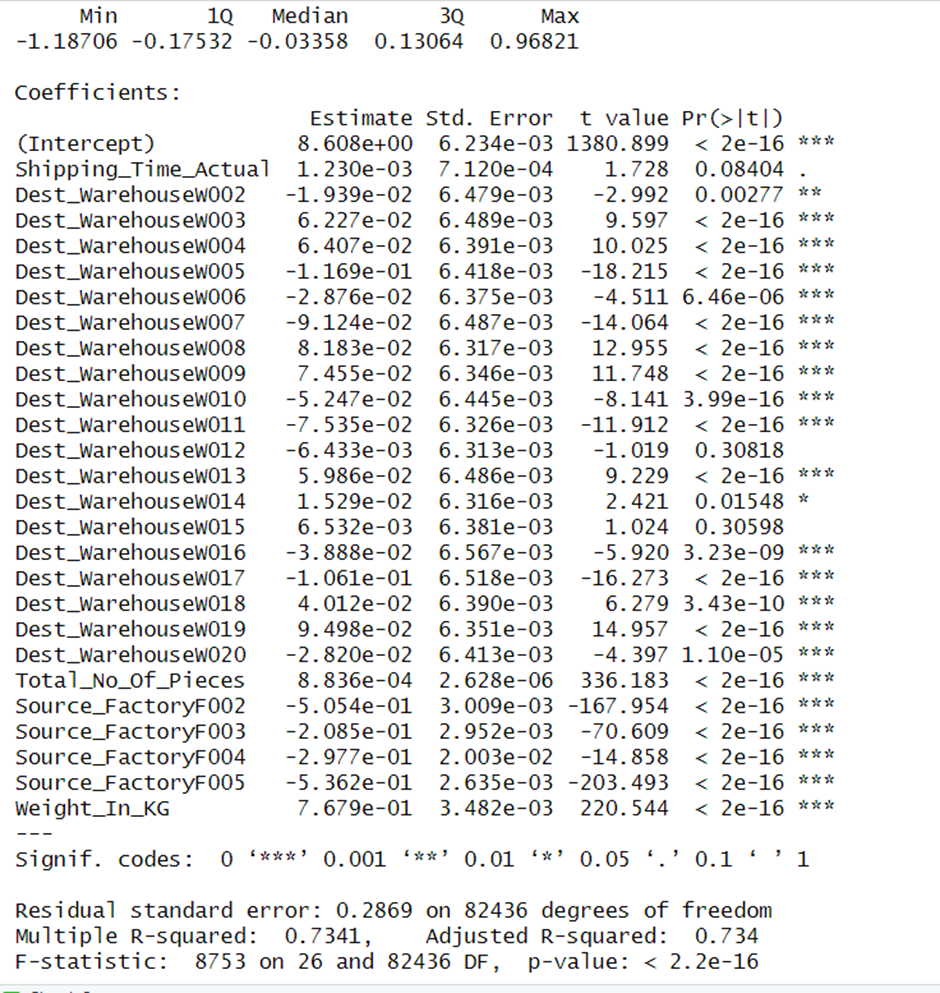 Min 1Q Median 3Q Max
-1.18706 -0.17532 -0.03358 0.13064 0.96821
Coefficients:
Estimate Std. Error t value Pr(>|t|)
(Intercept) 8.608e+00 6.234e-03 1380.899 < 2e-16 ***
Shipping_Time_Actual 1.230e-03 7.120e-04 1.728 0.08404 .
Dest_WarehouseW002 -1.939e-02 6.479e-03 -2.992 0.00277 **
Dest_WarehouseW003 6.227e-02 6.489e-03 9.597 < 2e-16 ***
Dest_WarehouseW004 6.407e-02 6.391e-03 10.025 < 2e-16 ***
Dest_WarehouseW005 -1.169e-01 6.418e-03 -18.215 < 2e-16 ***
Dest_WarehouseW006 -2.876e-02 6.375e-03 -4.511 6.46e-06 ***
Dest_WarehouseW007 -9.124e-02 6.487e-03 -14.064 < 2e-16 ***
Dest_WarehouseW008 8.183e-02 6.317e-03 12.955 < 2e-16 ***
Dest_WarehouseW009 7.455e-02 6.346e-03 11.748 < 2e-16 ***
Dest_WarehouseW010 -5.247e-02 6.445e-03 -8.141 3.99e-16 ***
Dest_WarehouseW011 -7.535e-02 6.326e-03 -11.912 < 2e-16 ***
Dest_WarehouseW012 -6.433e-03 6.313e-03 -1.019 0.30818
Dest_WarehouseW013 5.986e-02 6.486e-03 9.229 < 2e-16 ***
Dest_WarehouseW014 1.529e-02 6.316e-03 2.421 0.01548 *
Dest_WarehouseW015 6.532e-03 6.381e-03 1.024 0.30598
Dest_WarehouseW016 -3.888e-02 6.567e-03 -5.920 3.23e-09 ***
Dest_WarehouseW017 -1.061e-01 6.518e-03 -16.273 < 2e-16 ***
Dest_WarehouseW018 4.012e-02 6.390e-03 6.279 3.43e-10 ***
Dest_WarehouseW019 9.498e-02 6.351e-03 14.957 < 2e-16 ***
Dest_WarehouseW020 -2.820e-02 6.413e-03 -4.397 1.10e-05 ***
Total_No_Of_Pieces 8.836e-04 2.628e-06 336.183 < 2e-16 ***
Source_FactoryF002 -5.054e-01 3.009e-03 -167.954 < 2e-16 ***
Source_FactoryF003 -2.085e-01 2.952e-03 -70.609 < 2e-16 ***
Source_FactoryF004 -2.977e-01 2.003e-02 -14.858 < 2e-16 ***
Source_FactoryF005 -5.362e-01 2.635e-03 -203.493 < 2e-16 ***
Weight_In_KG 7.679e-01 3.482e-03 220.544 < 2e-16 ***
---
Signif. codes: 0 ‘***’ 0.001 ‘**’ 0.01 ‘*’ 0.05 ‘.’ 0.1 ‘ ’ 1
Residual standard error: 0.2869 on 82436 degrees of freedom
Multiple R-squared: 0.7341, Adjusted R-squared: 0.734
F-statistic: 8753 on 26 and 82436 DF, p-value: < 2.2e-16